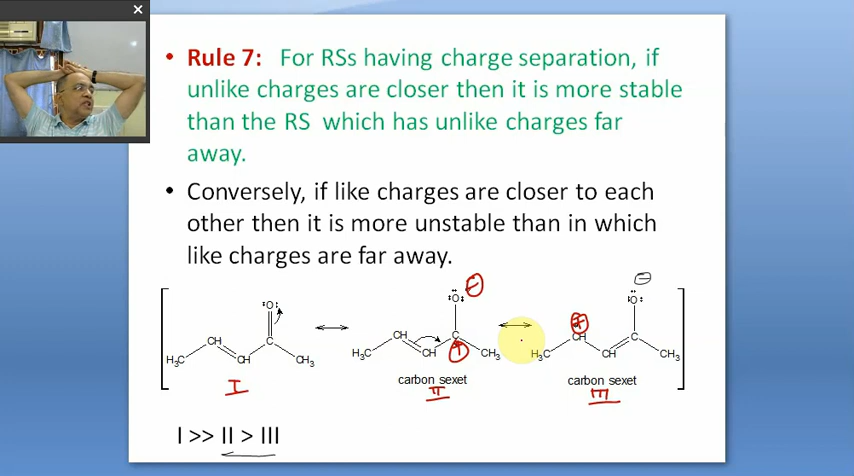 • Rule 7: For RSs having charge separation, if
unlike charges are closer then it is more stable
than the RS which has unlike charges far
away.
• Conversely, if like charges are closer to each
other then it is more unstable than in which
like charges are far away.
:O:
CH
H₃C
CH
C
CH₃
I
:O: −
CH
H₃C
CH
C
+
CH₃
carbon sexet
II
−
:O:
+
CH
H₃C
CH
C
CH₃
carbon sexet
III
I >> II > III